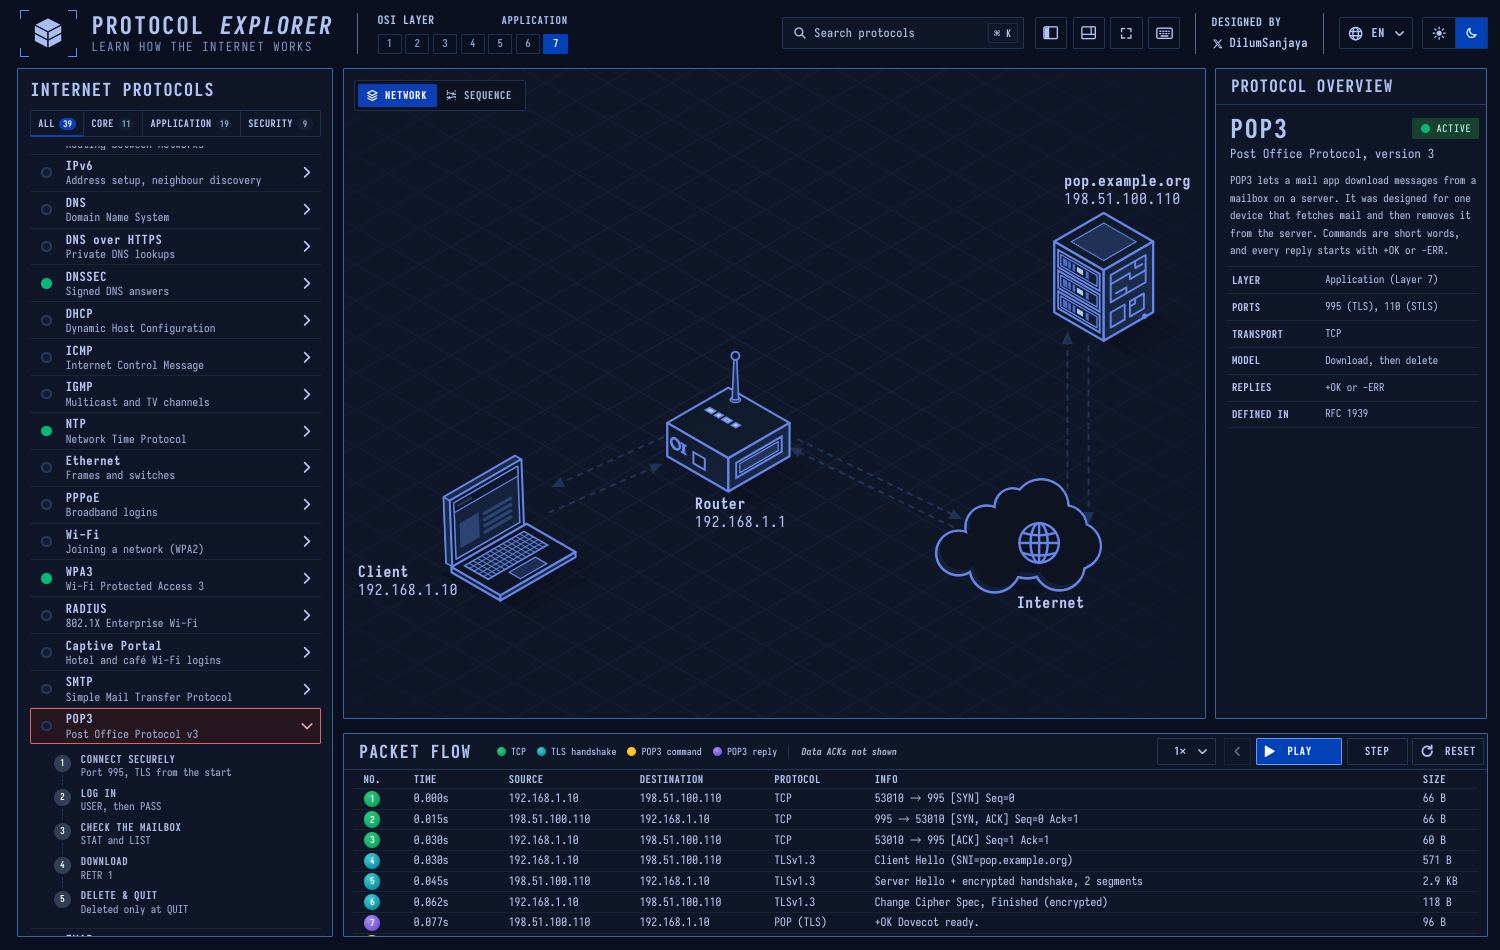 PROTOCOL EXPLORER
LEARN HOW THE INTERNET WORKS
OSI LAYER APPLICATION
1 2 3 4 5 6 7
Search protocols ⌘ K
DESIGNED BY
X DilumSanjaya
EN
INTERNET PROTOCOLS
ALL 39 CORE 11 APPLICATION 19 SECURITY 9
Routing between networks
IPv6
Address setup, neighbour discovery
DNS
Domain Name System
DNS over HTTPS
Private DNS lookups
DNSSEC
Signed DNS answers
DHCP
Dynamic Host Configuration
ICMP
Internet Control Message
IGMP
Multicast and TV channels
NTP
Network Time Protocol
Ethernet
Frames and switches
PPPoE
Broadband logins
Wi-Fi
Joining a network (WPA2)
WPA3
Wi-Fi Protected Access 3
RADIUS
802.1X Enterprise Wi-Fi
Captive Portal
Hotel and café Wi-Fi logins
SMTP
Simple Mail Transfer Protocol
POP3
Post Office Protocol v3
1 CONNECT SECURELY
Port 995, TLS from the start
2 LOG IN
USER, then PASS
3 CHECK THE MAILBOX
STAT and LIST
4 DOWNLOAD
RETR 1
5 DELETE & QUIT
Deleted only at QUIT
NETWORK SEQUENCE
pop.example.org
198.51.100.110
Router
192.168.1.1
Client
192.168.1.10
Internet
PROTOCOL OVERVIEW
POP3 ACTIVE
Post Office Protocol, version 3
POP3 lets a mail app download messages from a
mailbox on a server. It was designed for one
device that fetches mail and then removes it
from the server. Commands are short words,
and every reply starts with +OK or -ERR.
LAYER Application (Layer 7)
PORTS 995 (TLS), 110 (STLS)
TRANSPORT TCP
MODEL Download, then delete
REPLIES +OK or -ERR
DEFINED IN RFC 1939
PACKET FLOW TCP TLS handshake POP3 command POP3 reply Data ACKs not shown 1× PLAY STEP RESET
NO. TIME SOURCE DESTINATION PROTOCOL INFO SIZE
1 0.000s 192.168.1.10 198.51.100.110 TCP 53010 → 995 [SYN] Seq=0 66 B
2 0.015s 198.51.100.110 192.168.1.10 TCP 995 → 53010 [SYN, ACK] Seq=0 Ack=1 66 B
3 0.030s 192.168.1.10 198.51.100.110 TCP 53010 → 995 [ACK] Seq=1 Ack=1 60 B
4 0.030s 192.168.1.10 198.51.100.110 TLSv1.3 Client Hello (SNI=pop.example.org) 571 B
5 0.045s 198.51.100.110 192.168.1.10 TLSv1.3 Server Hello + encrypted handshake, 2 segments 2.9 KB
6 0.062s 192.168.1.10 198.51.100.110 TLSv1.3 Change Cipher Spec, Finished (encrypted) 118 B
7 0.077s 198.51.100.110 192.168.1.10 POP (TLS) +OK Dovecot ready. 96 B